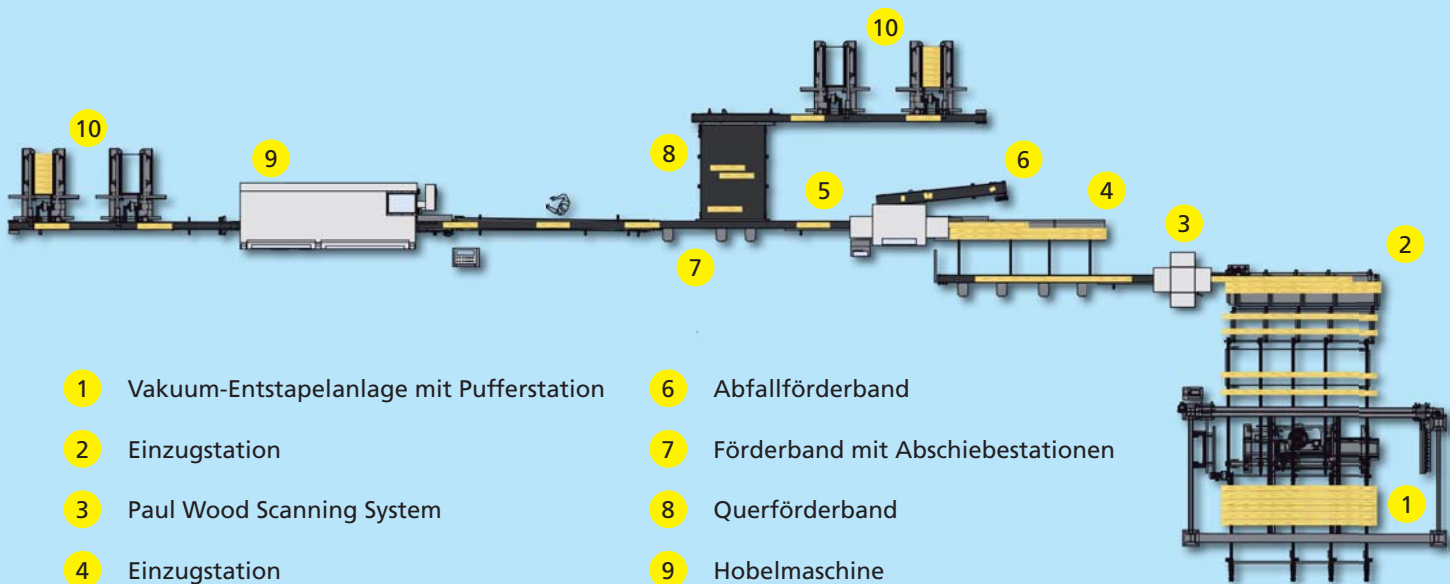 10
10
9
8
6
5
4
3
2
7
1
1 Vakuum-Entstapelanlage mit Pufferstation
2 Einzugstation
3 Paul Wood Scanning System
4 Einzugstation
6 Abfallförderband
7 Förderband mit Abschiebestationen
8 Querförderband
9 Hobelmaschine